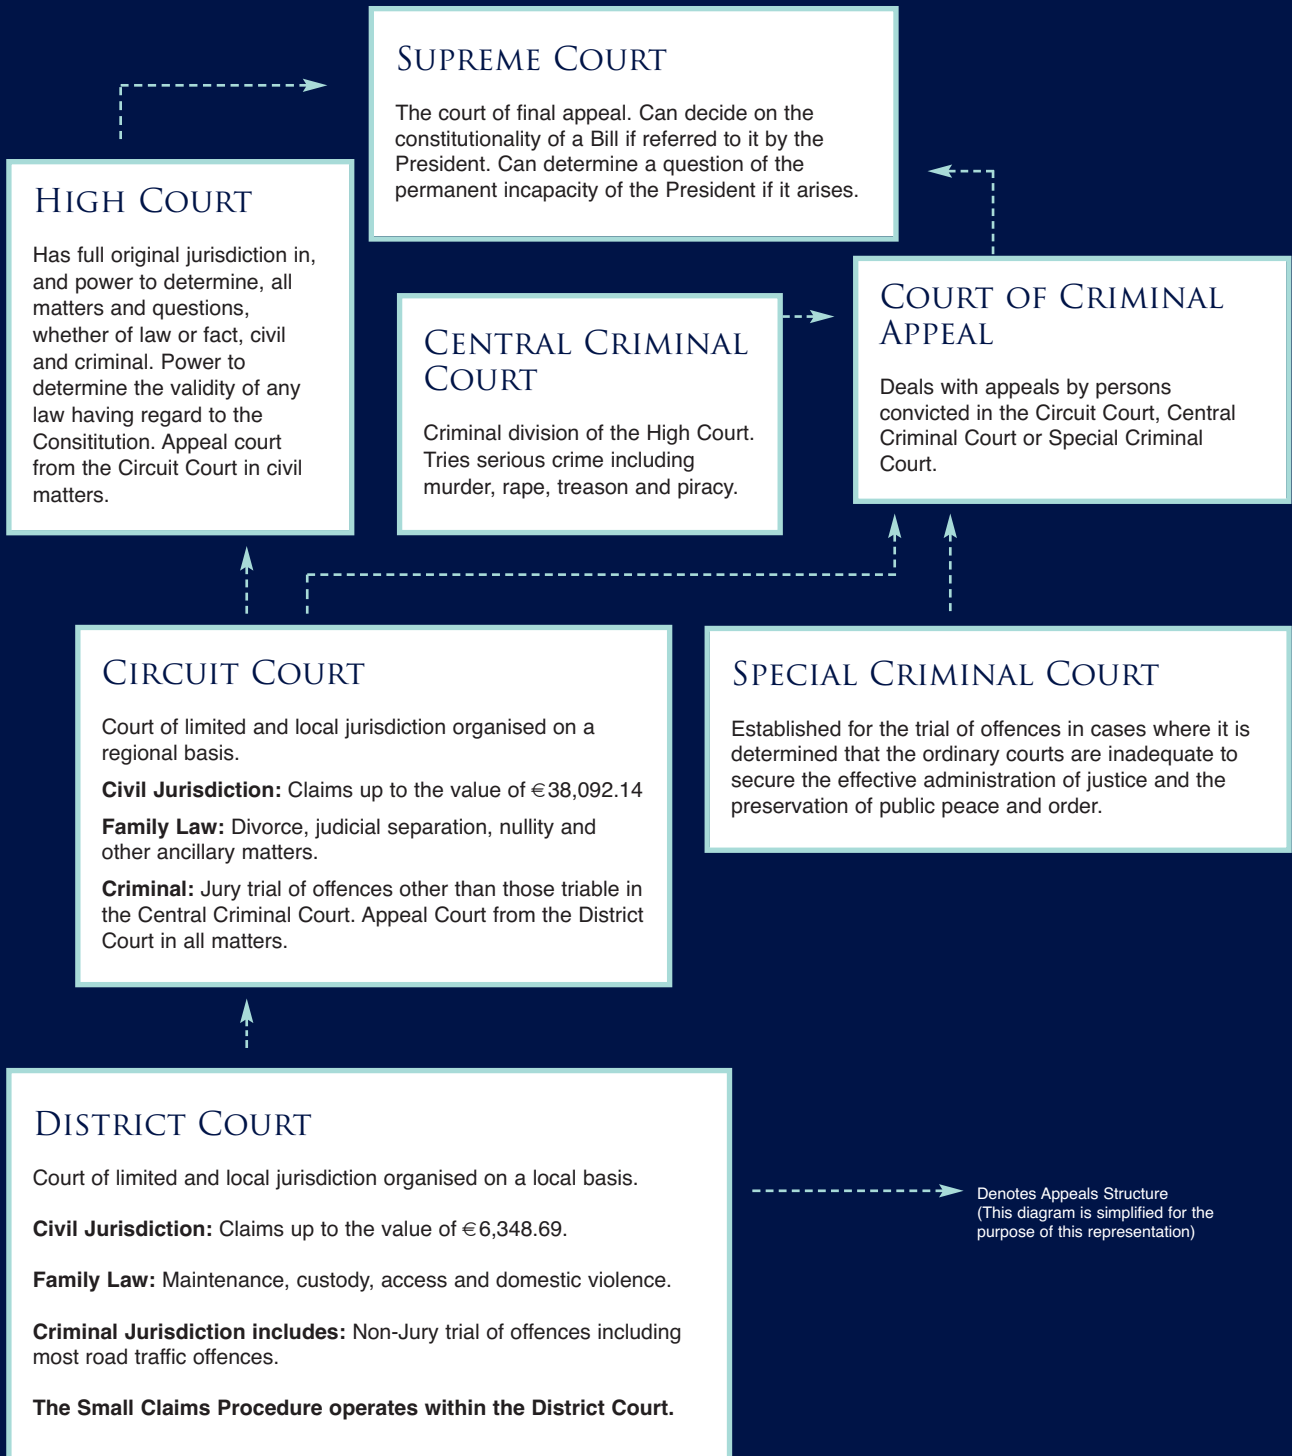 Supreme Court
The court of final appeal. Can decide on the
constitutionality of a Bill if referred to it by the
President. Can determine a question of the
permanent incapacity of the President if it arises.
High Court
Has full original jurisdiction in,
and power to determine, all
matters and questions,
whether of law or fact, civil
and criminal. Power to
determine the validity of any
law having regard to the
Consititution. Appeal court
from the Circuit Court in civil
matters.
Central Criminal
Court
Criminal division of the High Court.
Tries serious crime including
murder, rape, treason and piracy.
Court of Criminal
Appeal
Deals with appeals by persons
convicted in the Circuit Court, Central
Criminal Court or Special Criminal
Court.
Circuit Court
Court of limited and local jurisdiction organised on a
regional basis.
Civil Jurisdiction: Claims up to the value of €38,092.14
Family Law: Divorce, judicial separation, nullity and
other ancillary matters.
Criminal: Jury trial of offences other than those triable in
the Central Criminal Court. Appeal Court from the District
Court in all matters.
Special Criminal Court
Established for the trial of offences in cases where it is
determined that the ordinary courts are inadequate to
secure the effective administration of justice and the
preservation of public peace and order.
District Court
Court of limited and local jurisdiction organised on a local basis.
Civil Jurisdiction: Claims up to the value of €6,348.69.
Family Law: Maintenance, custody, access and domestic violence.
Criminal Jurisdiction includes: Non-Jury trial of offences including
most road traffic offences.
The Small Claims Procedure operates within the District Court.
Denotes Appeals Structure
(This diagram is simplified for the
purpose of this representation)